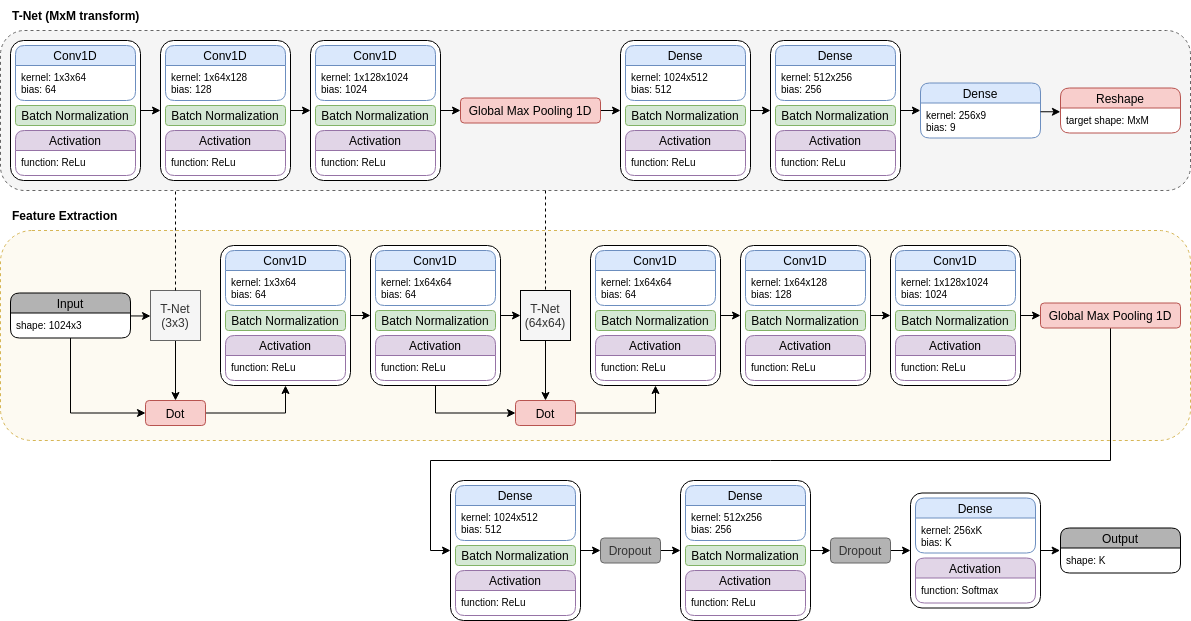 T-Net (MxM transform)
Conv1D
kernel: 1x3x64
bias: 64
Batch Normalization
Activation
function: ReLu
Conv1D
kernel: 1x64x128
bias: 128
Batch Normalization
Activation
function: ReLu
Conv1D
kernel: 1x128x1024
bias: 1024
Batch Normalization
Activation
function: ReLu
Global Max Pooling 1D
Dense
kernel: 1024x512
bias: 512
Batch Normalization
Activation
function: ReLu
Dense
kernel: 512x256
bias: 256
Batch Normalization
Activation
function: ReLu
Dense
kernel: 256x9
bias: 9
Reshape
target shape: MxM
Feature Extraction
Input
shape: 1024x3
T-Net
(3x3)
Dot
Conv1D
kernel: 1x3x64
bias: 64
Batch Normalization
Activation
function: ReLu
Conv1D
kernel: 1x64x64
bias: 64
Batch Normalization
Activation
function: ReLu
T-Net
(64x64)
Dot
Conv1D
kernel: 1x64x64
bias: 64
Batch Normalization
Activation
function: ReLu
Conv1D
kernel: 1x64x128
bias: 128
Batch Normalization
Activation
function: ReLu
Conv1D
kernel: 1x128x1024
bias: 1024
Batch Normalization
Activation
function: ReLu
Global Max Pooling 1D
Dense
kernel: 1024x512
bias: 512
Batch Normalization
Activation
function: ReLu
Dropout
Dense
kernel: 512x256
bias: 256
Batch Normalization
Activation
function: ReLu
Dropout
Dense
kernel: 256xK
bias: K
Activation
function: Softmax
Output
shape: K